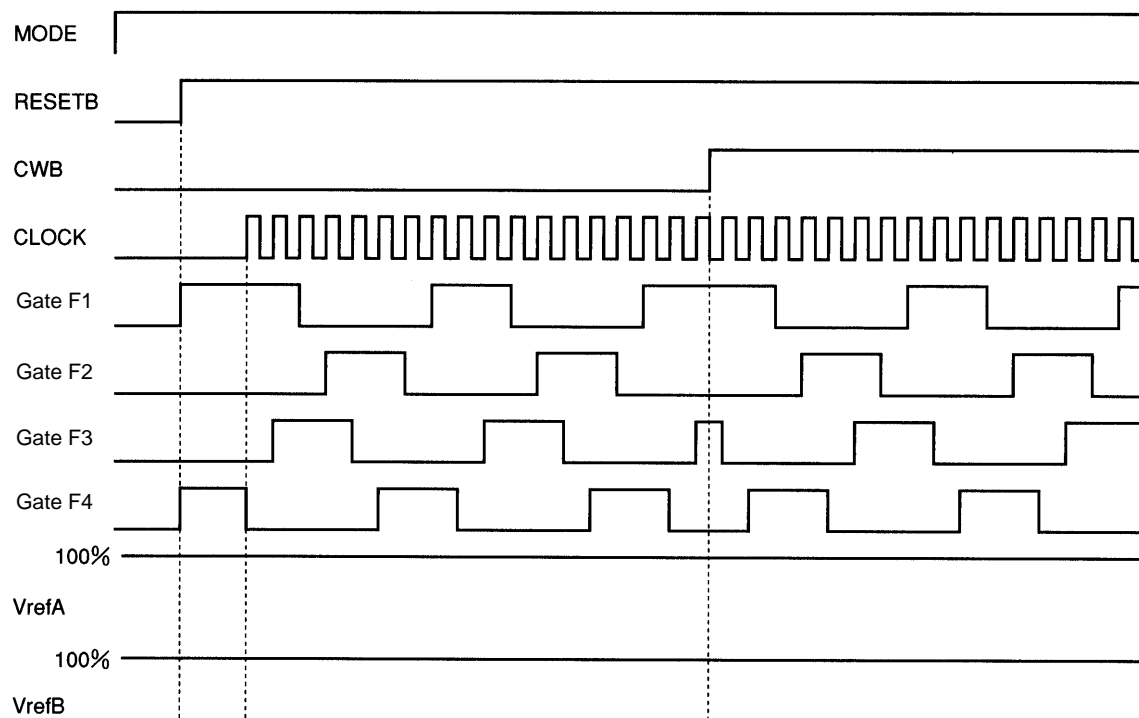 MODE
RESETB
CWB
CLOCK
Gate F1
Gate F2
Gate F3
Gate F4
100%
VrefA
100%
VrefB